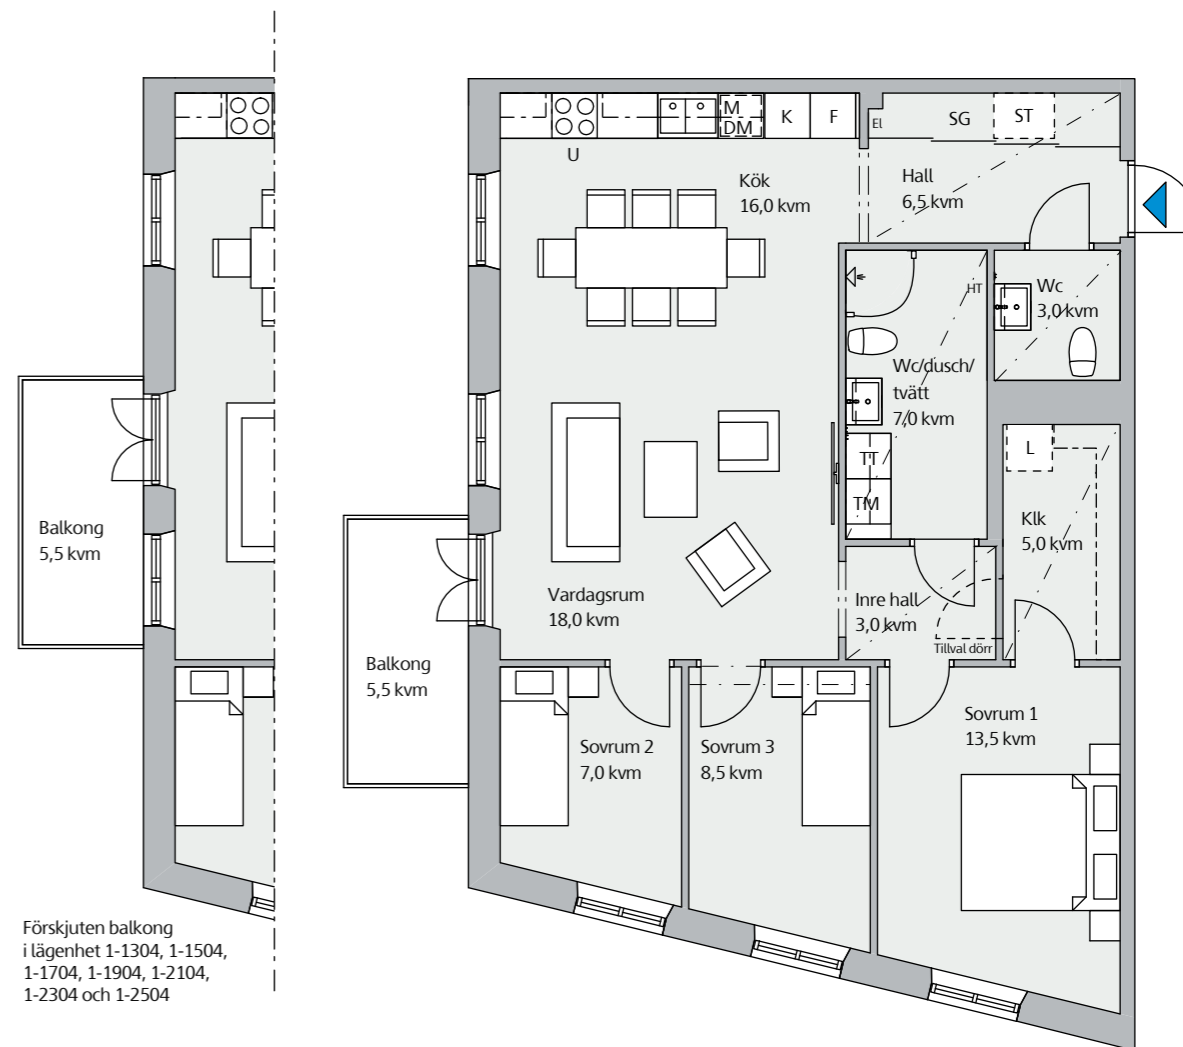 M
DM
K
F
El
SG
ST
U
Kök
16,0 kvm
Hall
6,5 kvm
HT
Wc
3,0 kvm
Wc/dusch/
tvätt
7,0 kvm
TT
TM
L
Klk
5,0 kvm
Balkong
5,5 kvm
Vardagsrum
18,0 kvm
Inre hall
3,0 kvm
Tillval dörr
Balkong
5,5 kvm
Sovrum 2
7,0 kvm
Sovrum 3
8,5 kvm
Sovrum 1
13,5 kvm
Förskjuten balkong
i lägenhet 1-1304, 1-1504,
1-1704, 1-1904, 1-2104,
1-2304 och 1-2504